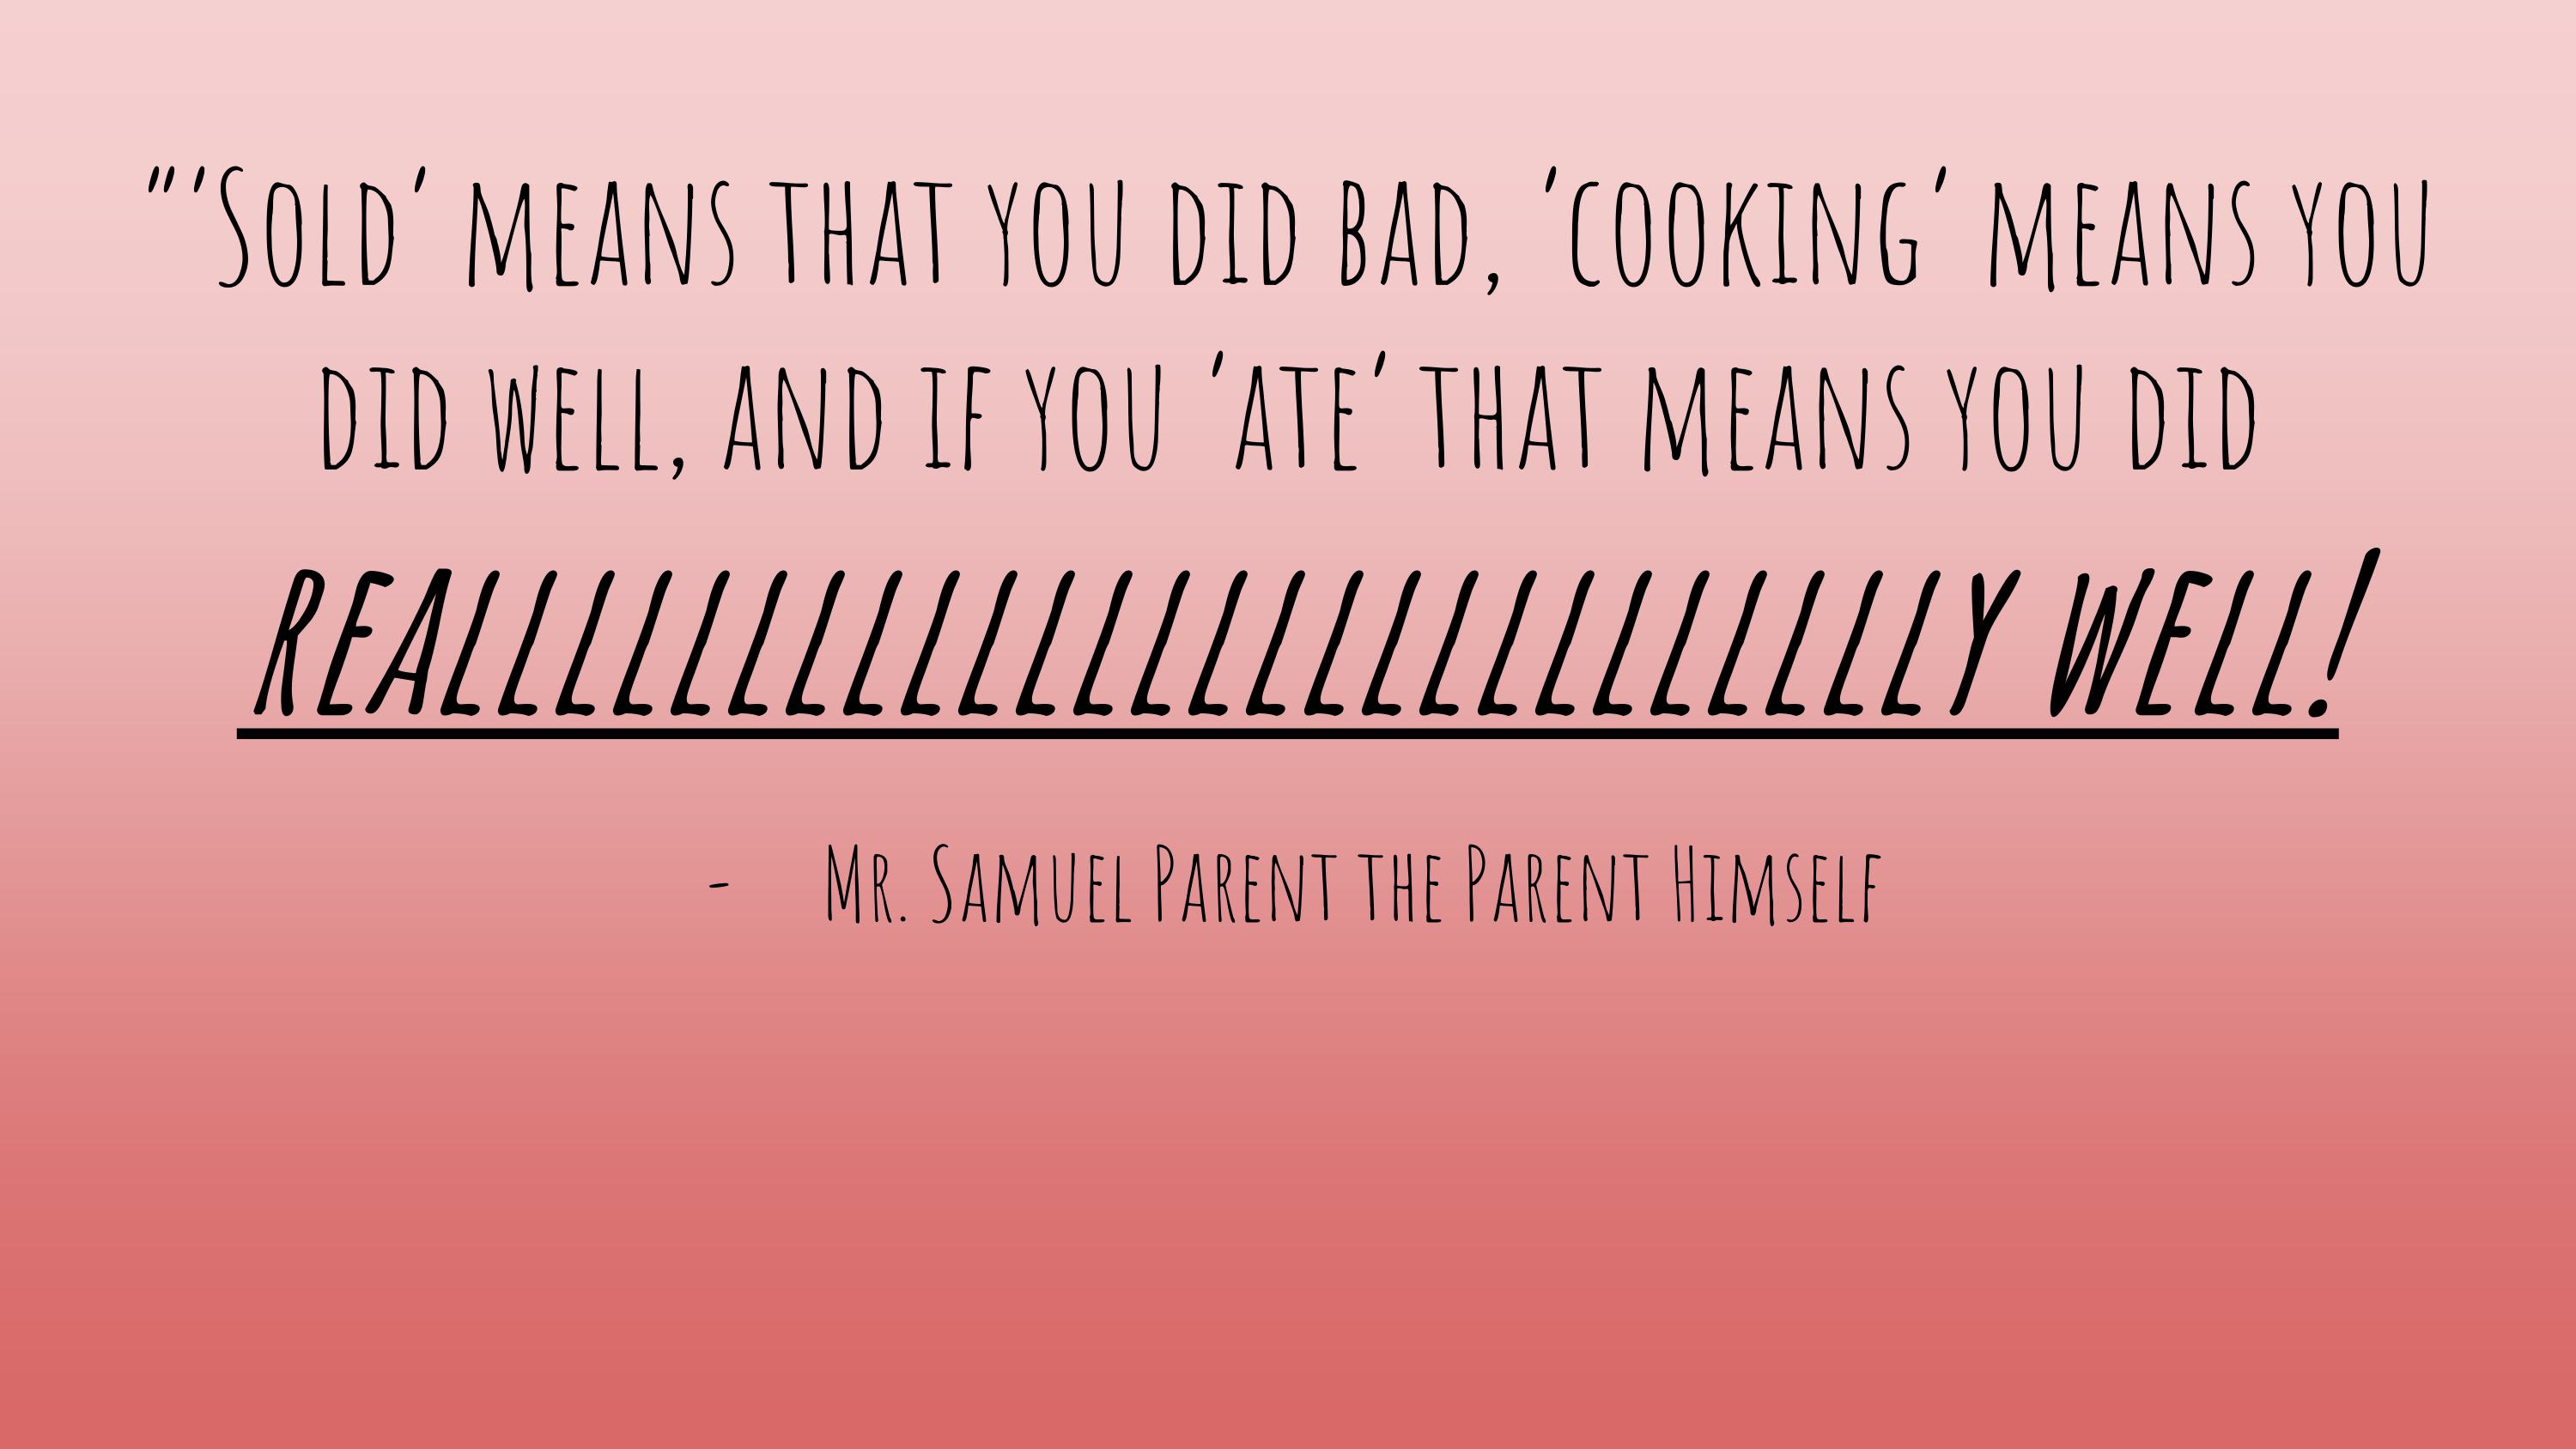 "'Sold' means that you did bad, 'cooking' means you
did well, and if you 'ate' that means you did
REALLLLLLLLLLLLLLLLLLLLLLLLLLY WELL!
- Mr. Samuel Parent the Parent Himself